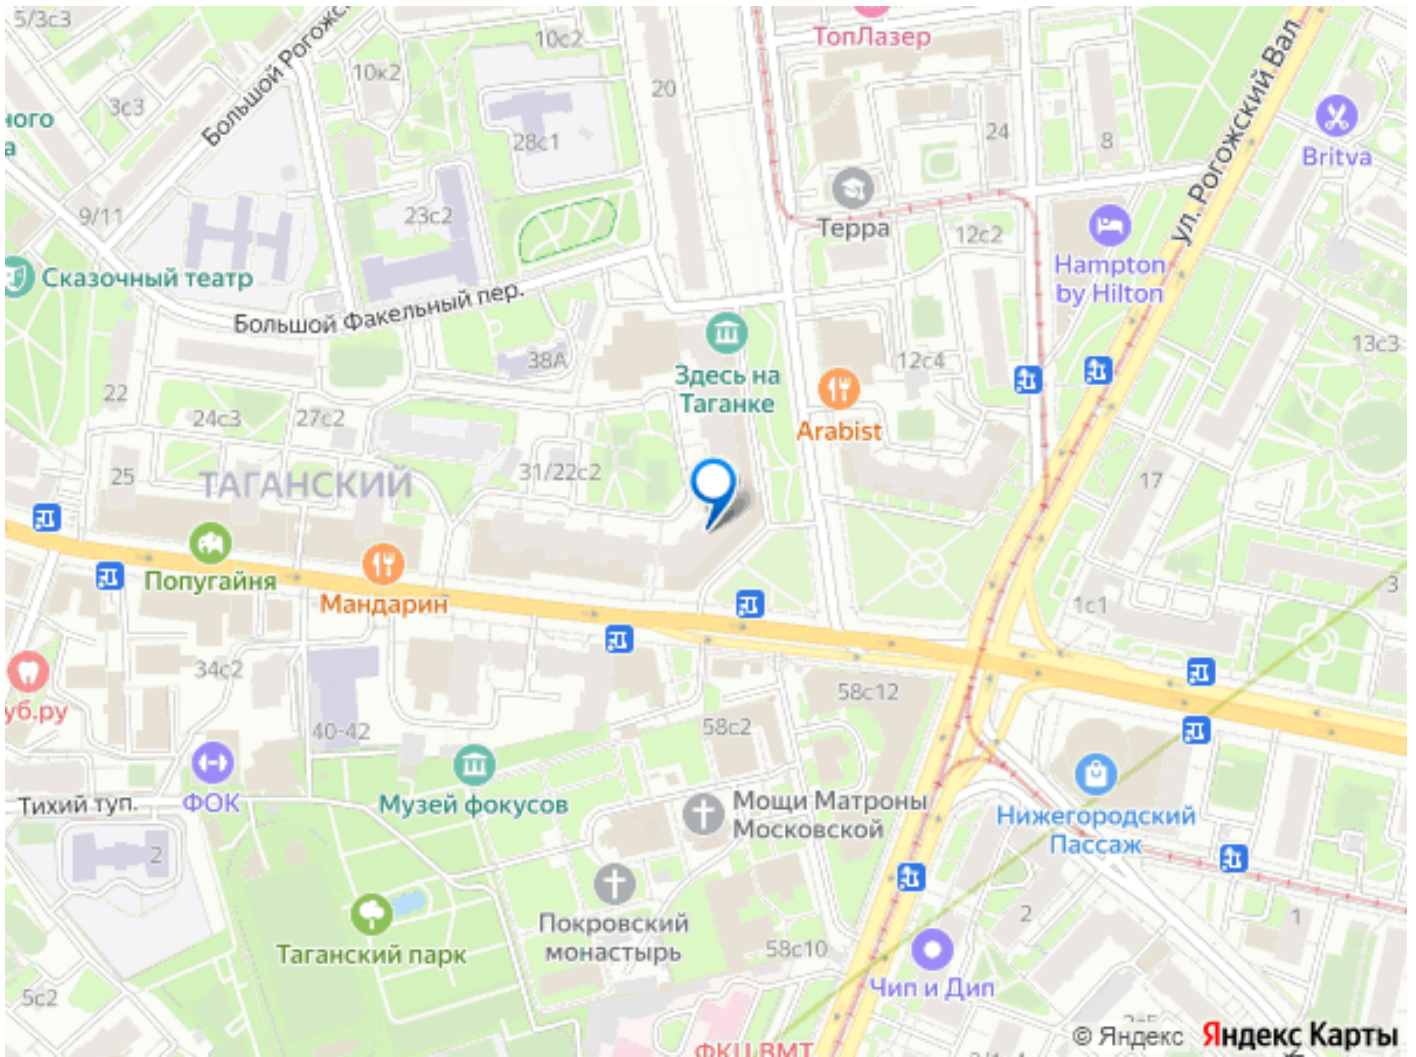 5/3с3
Большой Рогожск
10с2
ТопЛазер
10к2
20
3с3
ного
а
28с1
24
8
Britva
ул. Рогожский Вал
9/11
23с2
Терра
12с2
Hampton
by Hilton
Сказочный театр
Большой Факельный пер.
38А
Здесь на
Таганке
12с4
13с3
22
24с3
27с2
Arabist
25
ТАГАНСКИЙ
31/22с2
17
Попугайня
Мандарин
1с1
3
34с2
уб.ру
40-42
58с2
58с12
Тихий туп.
ФОК
Музей фокусов
Мощи Матроны
Московской
Нижегородский
Пассаж
2
Покровский
монастырь
Таганский парк
58с10
2
1
Чип и Дип
5с2
ФКЦ ВМТ
© Яндекс Яндекс Карты